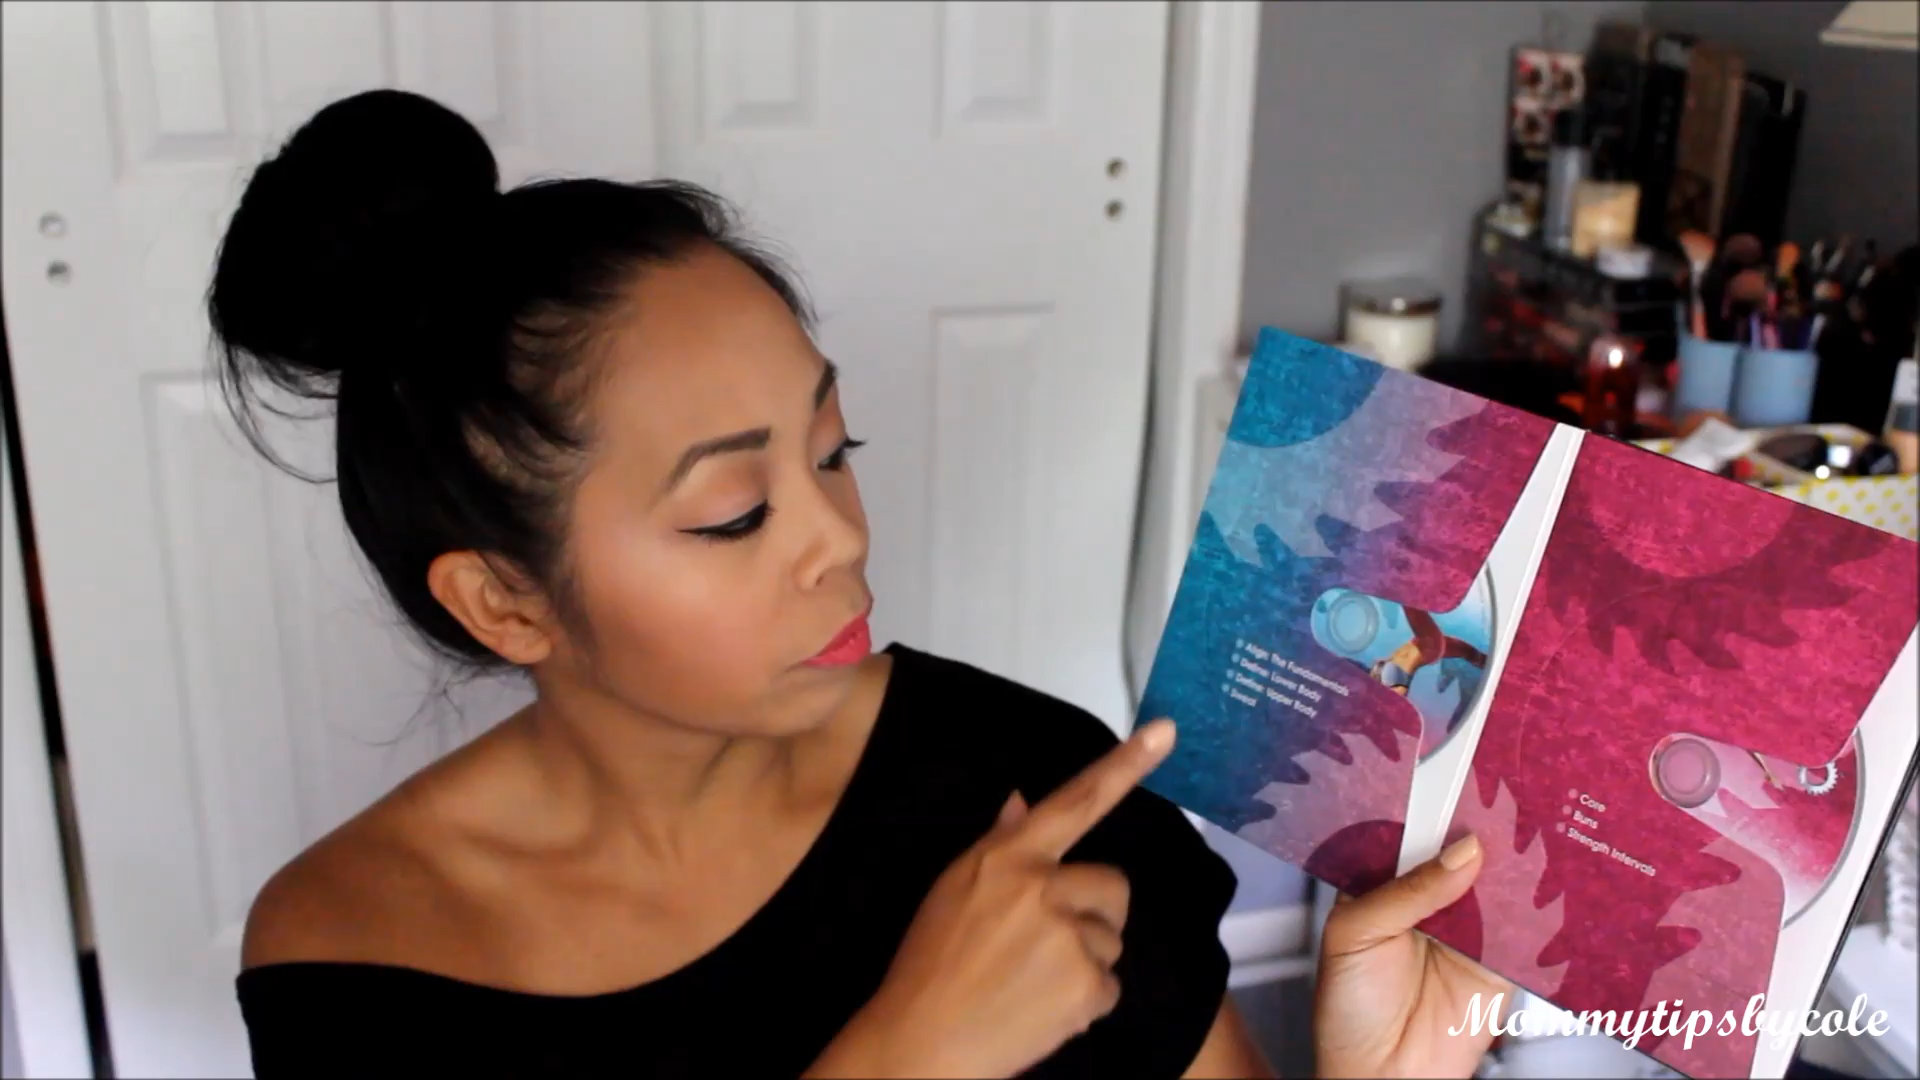 Align: The Fundamentals
Define: Lower Body
Define: Upper Body
Sweat
Core
Buns
Strength Intervals
Mommytipsbycole